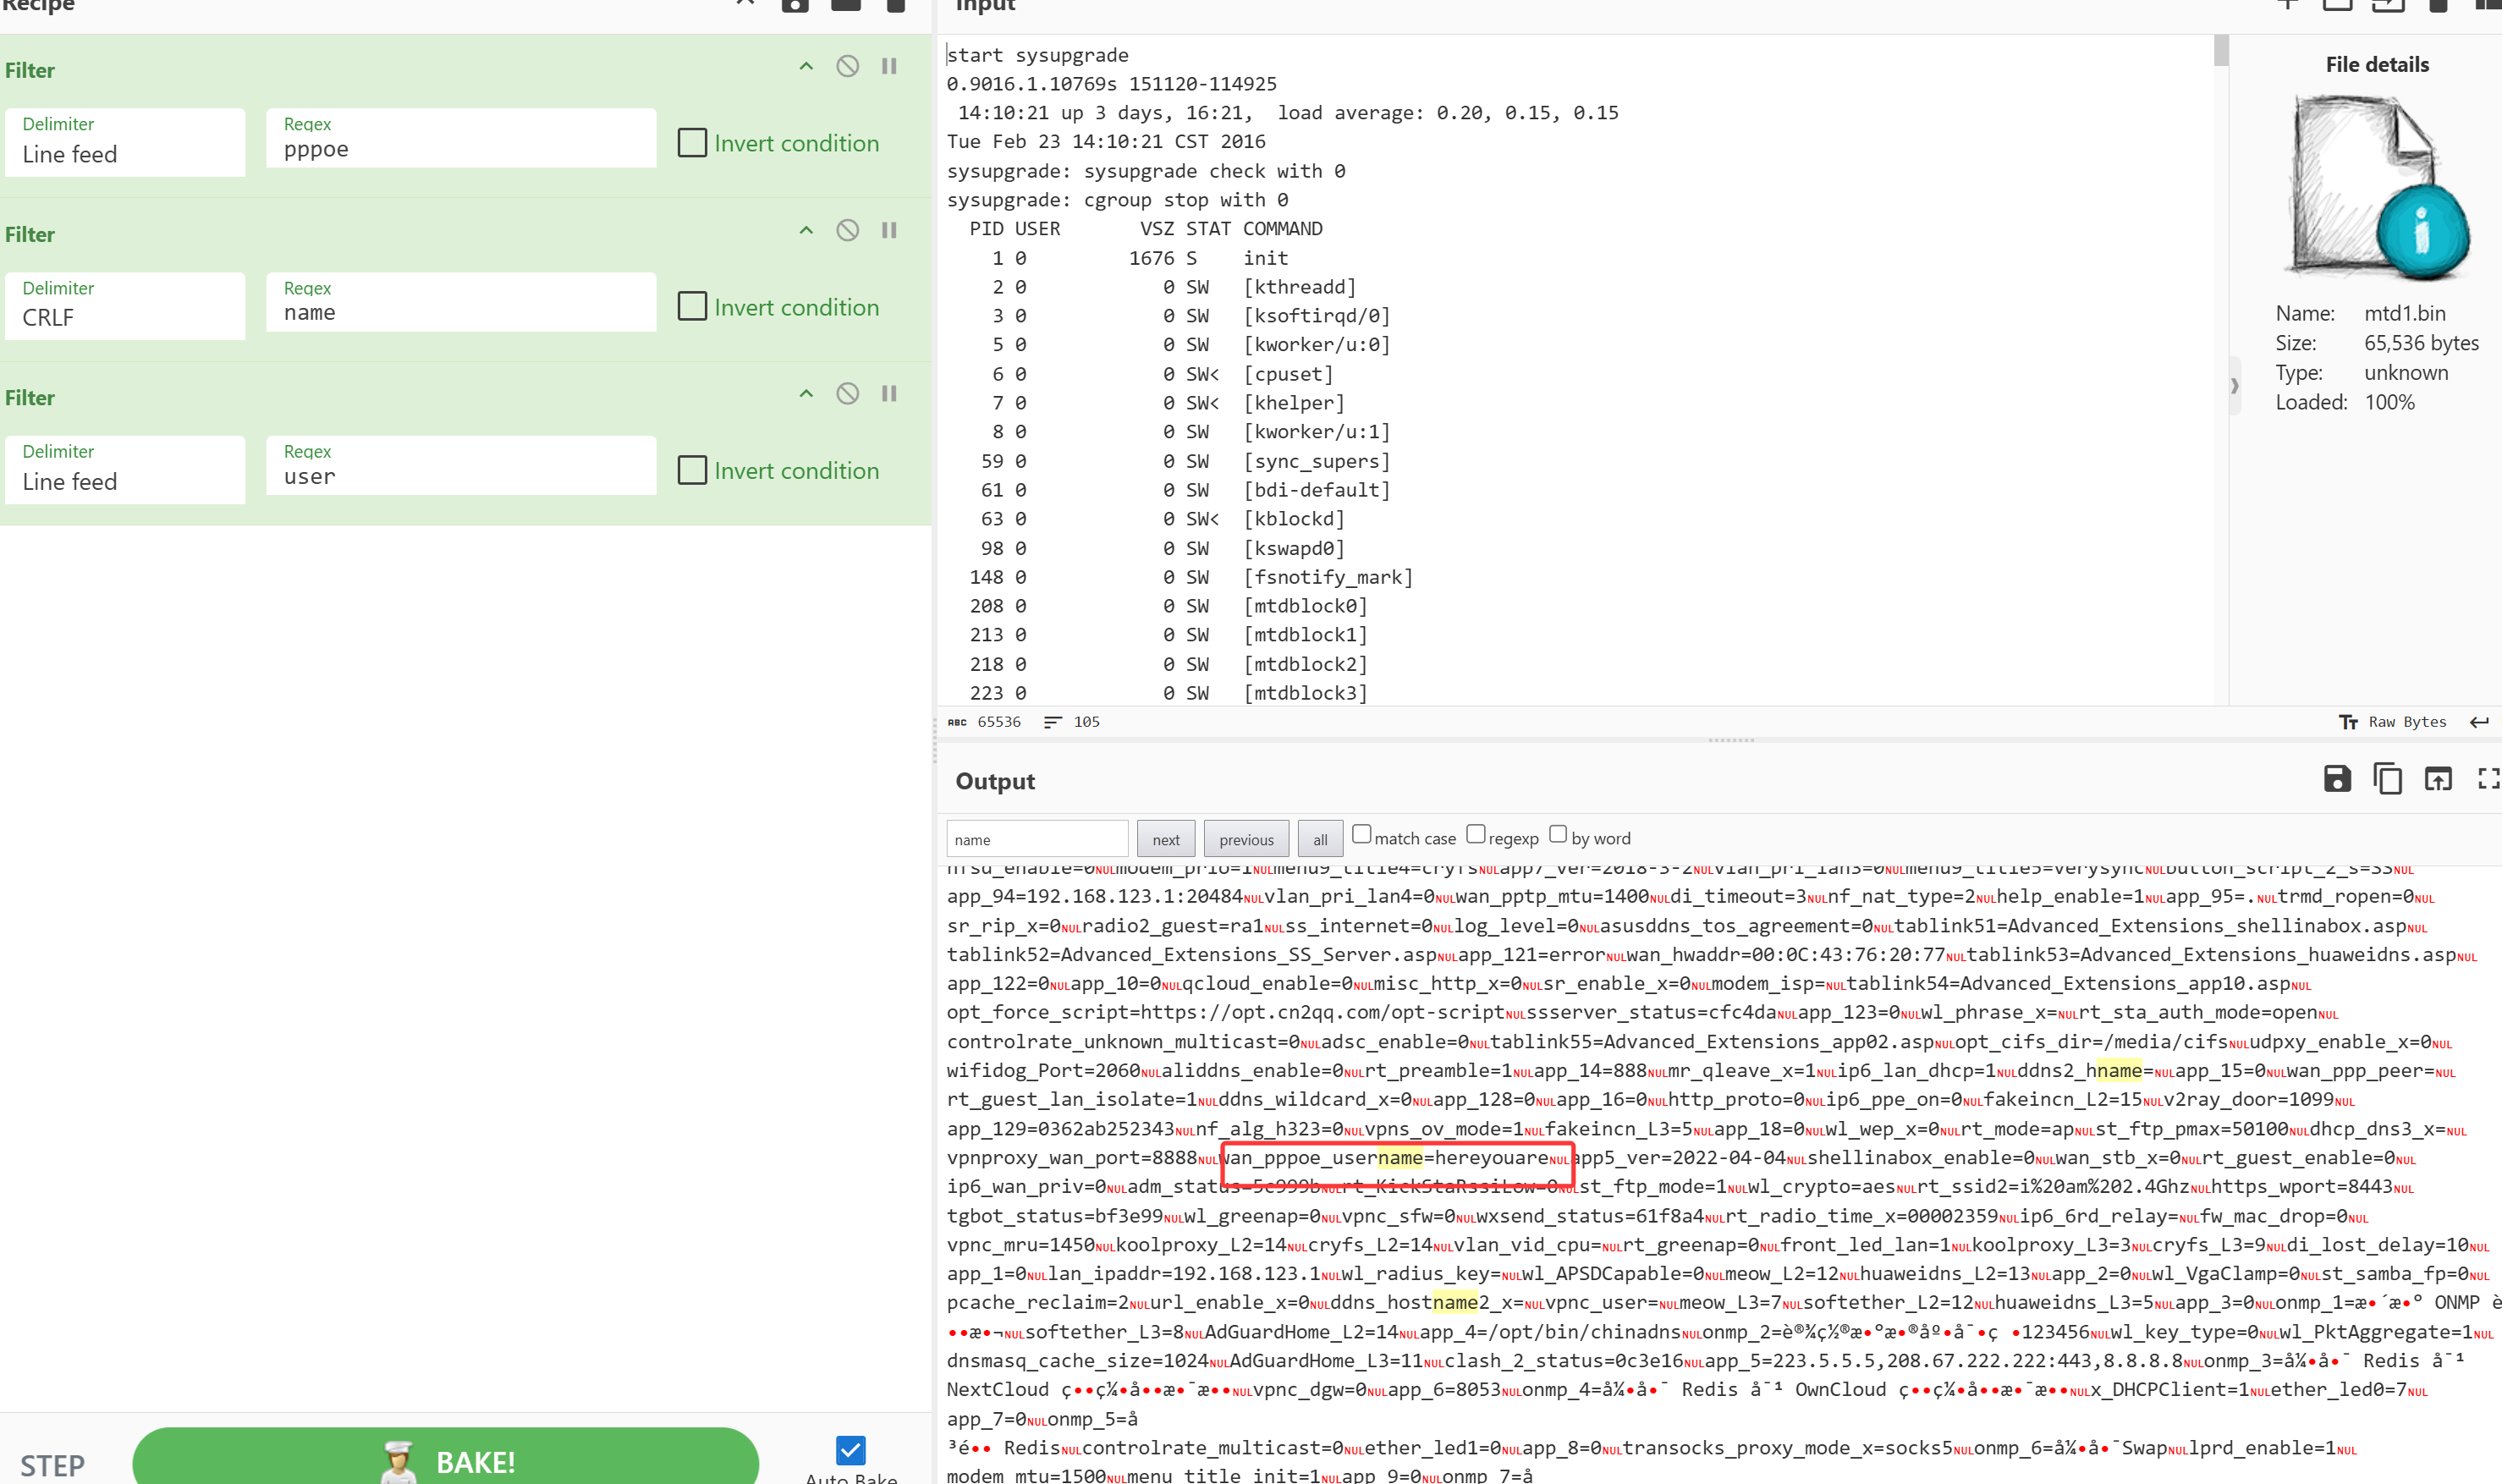 Recipe
Filter
Delimiter
Line feed
Regex
pppoe
Invert condition
Filter
Delimiter
CRLF
Regex
name
Invert condition
Filter
Delimiter
Line feed
Regex
user
Invert condition
STEP
BAKE!
Auto Bake
Input
start sysupgrade
0.9016.1.10769s 151120-114925
14:10:21 up 3 days, 16:21,  load average: 0.20, 0.15, 0.15
Tue Feb 23 14:10:21 CST 2016
sysupgrade: sysupgrade check with 0
sysupgrade: cgroup stop with 0
PID USER       VSZ STAT COMMAND
1 0      1676 S    init
2 0         0 SW   [kthreadd]
3 0         0 SW   [ksoftirqd/0]
5 0         0 SW   [kworker/u:0]
6 0         0 SW<  [cpuset]
7 0         0 SW<  [khelper]
8 0         0 SW   [kworker/u:1]
59 0         0 SW   [sync_supers]
61 0         0 SW   [bdi-default]
63 0         0 SW<  [kblockd]
98 0         0 SW   [kswapd0]
148 0         0 SW   [fsnotify_mark]
208 0         0 SW   [mtdblock0]
213 0         0 SW   [mtdblock1]
218 0         0 SW   [mtdblock2]
223 0         0 SW   [mtdblock3]
ABC 65536 105
Raw Bytes
File details
Name: mtd1.bin
Size: 65,536 bytes
Type: unknown
Loaded: 100%
Output
name next previous all match case regexp by word
nfsd_enable=0NULmodem_prio=1NULmenu9_title4=cryfsNULapp7_ver=2018-3-2NULvlan_pri_lan3=0NULmenu9_title5=verysyncNULbutton_script_2_s=SSNUL
app_94=192.168.123.1:20484NULvlan_pri_lan4=0NULwan_pptp_mtu=1400NULdi_timeout=3NULnf_nat_type=2NULhelp_enable=1NULapp_95=.NULtrmd_ropen=0NUL
sr_rip_x=0NULradio2_guest=ra1NULss_internet=0NULlog_level=0NULasusddns_tos_agreement=0NULtablink51=Advanced_Extensions_shellinabox.aspNUL
tablink52=Advanced_Extensions_SS_Server.aspNULapp_121=errorNULwan_hwaddr=00:0C:43:76:20:77NULtablink53=Advanced_Extensions_huaweidns.aspNUL
app_122=0NULapp_10=0NULqcloud_enable=0NULmisc_http_x=0NULsr_enable_x=0NULmodem_isp=NULtablink54=Advanced_Extensions_app10.aspNUL
opt_force_script=https://opt.cn2qq.com/opt-scriptNULssserver_status=cfc4daNULapp_123=0NULwl_phrase_x=NULrt_sta_auth_mode=openNUL
controlrate_unknown_multicast=0NULadsc_enable=0NULtablink55=Advanced_Extensions_app02.aspNULopt_cifs_dir=/media/cifsNULudpxy_enable_x=0NUL
wifidog_Port=2060NULaliddns_enable=0NULrt_preamble=1NULapp_14=888NULmr_qleave_x=1NULip6_lan_dhcp=1NULddns2_hname=NULapp_15=0NULwan_ppp_peer=NUL
rt_guest_lan_isolate=1NULddns_wildcard_x=0NULapp_128=0NULapp_16=0NULhttp_proto=0NULip6_ppe_on=0NULfakeincn_L2=15NULv2ray_door=1099NUL
app_129=0362ab252343NULnf_alg_h323=0NULvpns_ov_mode=1NULfakeincn_L3=5NULapp_18=0NULwl_wep_x=0NULrt_mode=apNULst_ftp_pmax=50100NULdhcp_dns3_x=NUL
vpnproxy_wan_port=8888NULwan_pppoe_username=hereyouareNULapp5_ver=2022-04-04NULshellinabox_enable=0NULwan_stb_x=0NULrt_guest_enable=0NUL
ip6_wan_priv=0NULadm_status=5c999bNULrt_KickStaRssiLow=0NULst_ftp_mode=1NULwl_crypto=aesNULrt_ssid2=i%20am%202.4GhzNULhttps_wport=8443NUL
tgbot_status=bf3e99NULwl_greenap=0NULvpnc_sfw=0NULwxsend_status=61f8a4NULrt_radio_time_x=00002359NULip6_6rd_relay=NULfw_mac_drop=0NUL
vpnc_mru=1450NULkoolproxy_L2=14NULcryfs_L2=14NULvlan_vid_cpu=NULrt_greenap=0NULfront_led_lan=1NULkoolproxy_L3=3NULcryfs_L3=9NULdi_lost_delay=10NUL
app_1=0NULlan_ipaddr=192.168.123.1NULwl_radius_key=NULwl_APSDCapable=0NULmeow_L2=12NULhuaweidns_L2=13NULapp_2=0NULwl_VgaClamp=0NULst_samba_fp=0NUL
pcache_reclaim=2NULurl_enable_x=0NULddns_hostname2_x=NULvpnc_user=NULmeow_L3=7NULsoftether_L2=12NULhuaweidns_L3=5NULapp_3=0NULonmp_1=æ•´æ•° ONMP è
••æ•¬NULsoftether_L3=8NULAdGuardHome_L2=14NULapp_4=/opt/bin/chinadnsNULonmp_2=è®¾ç½®æ•°æ•®åº•å¯•ç •123456NULwl_key_type=0NULwl_PktAggregate=1NUL
dnsmasq_cache_size=1024NULAdGuardHome_L3=11NULclash_2_status=0c3e16NULapp_5=223.5.5.5,208.67.222.222:443,8.8.8.8NULonmp_3=å¼•å•¯ Redis å¯¹
NextCloud ç••ç¼•å••æ•¯æ••NULvpnc_dgw=0NULapp_6=8053NULonmp_4=å¼•å•¯ Redis å¯¹ OwnCloud ç••ç¼•å••æ•¯æ••NULx_DHCPClient=1NULether_led0=7NUL
app_7=0NULonmp_5=å
³é•• RedisNULcontrolrate_multicast=0NULether_led1=0NULapp_8=0NULtransocks_proxy_mode_x=socks5NULonmp_6=å¼•å•¯SwapNULlprd_enable=1NUL
modem_mtu=1500NULmenu_title_init=1NULapp_9=0NULonmp_7=å